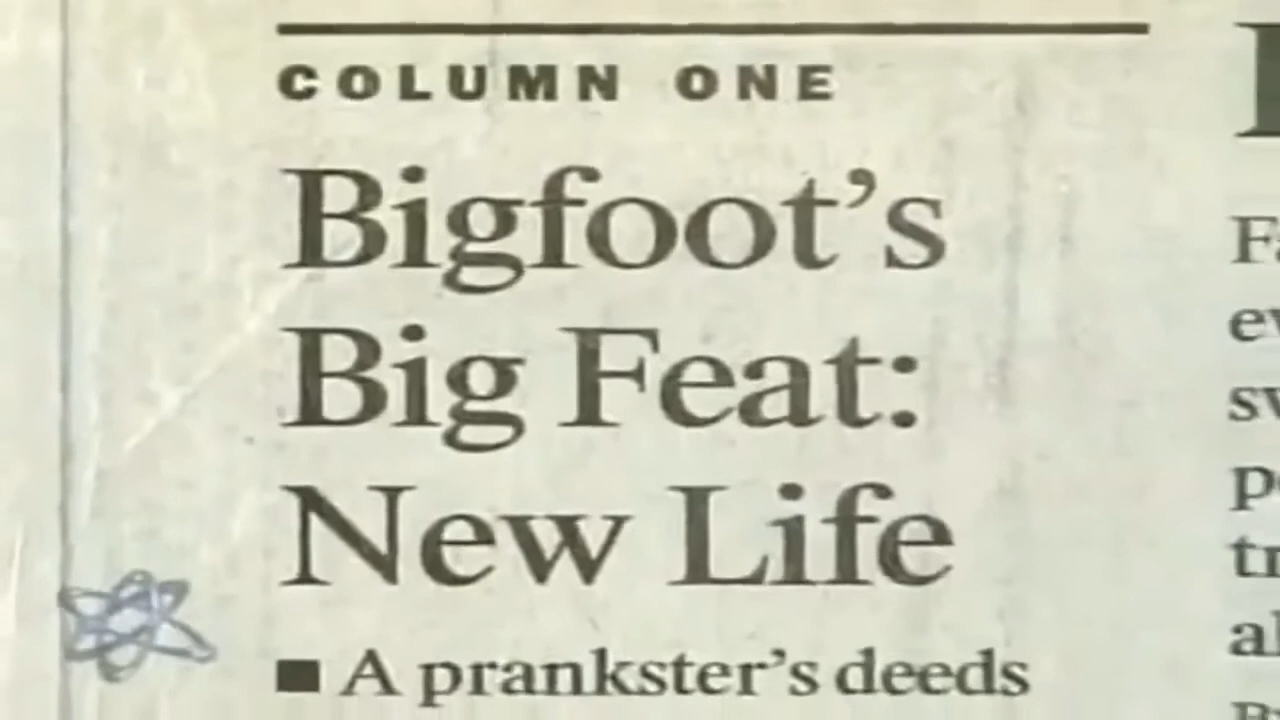 COLUMN ONE
Bigfoot's
Big Feat:
New Life
■ A prankster's deeds